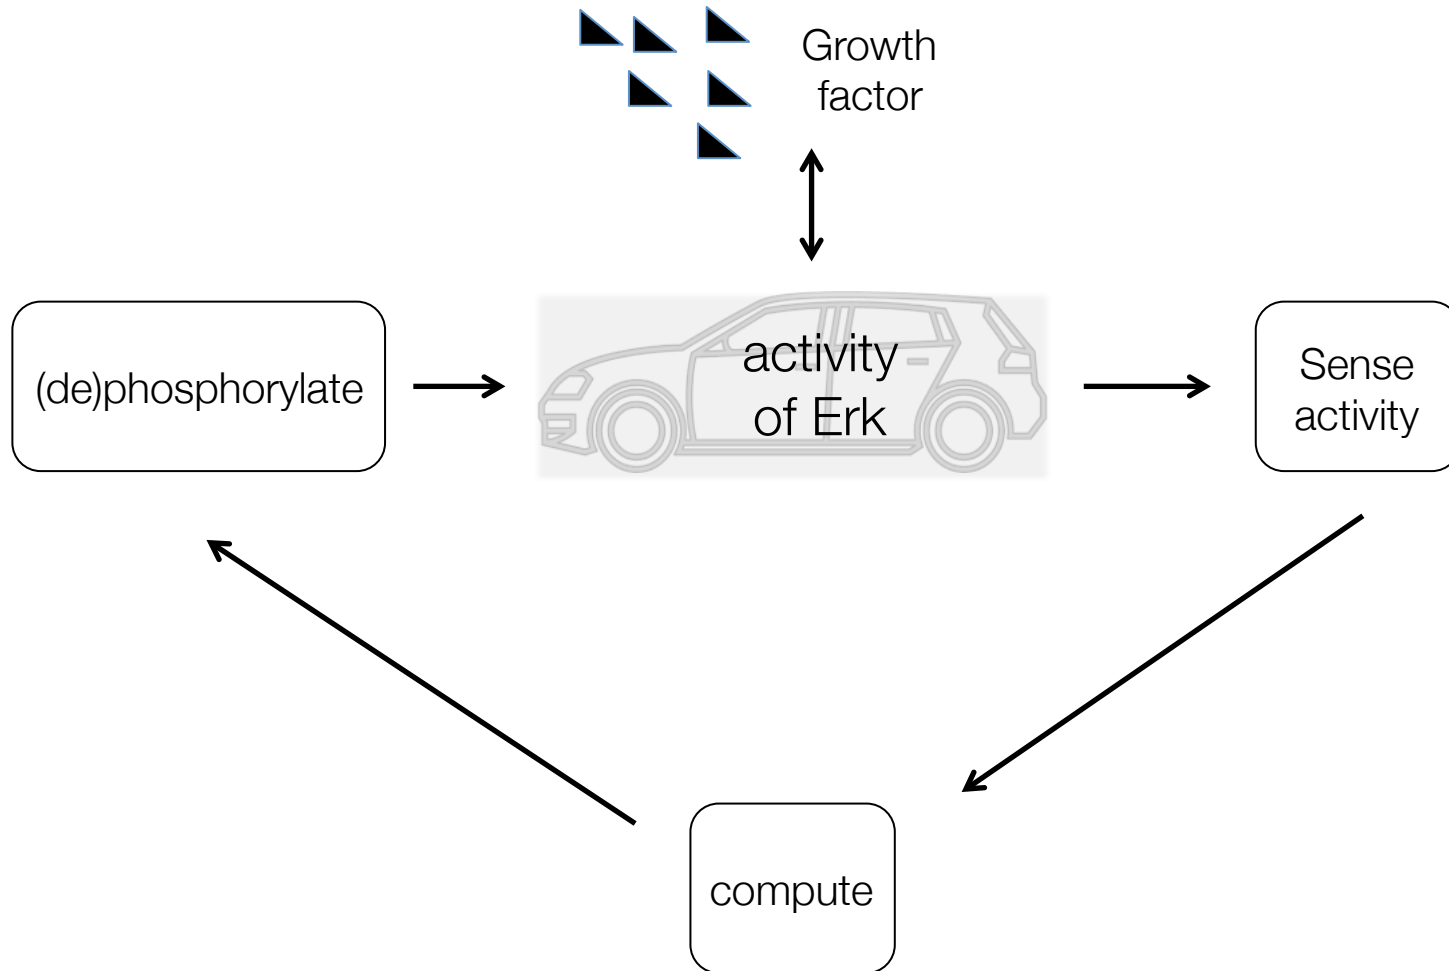 Growth
factor
(de)phosphorylate
activity
of Erk
Sense
activity
compute